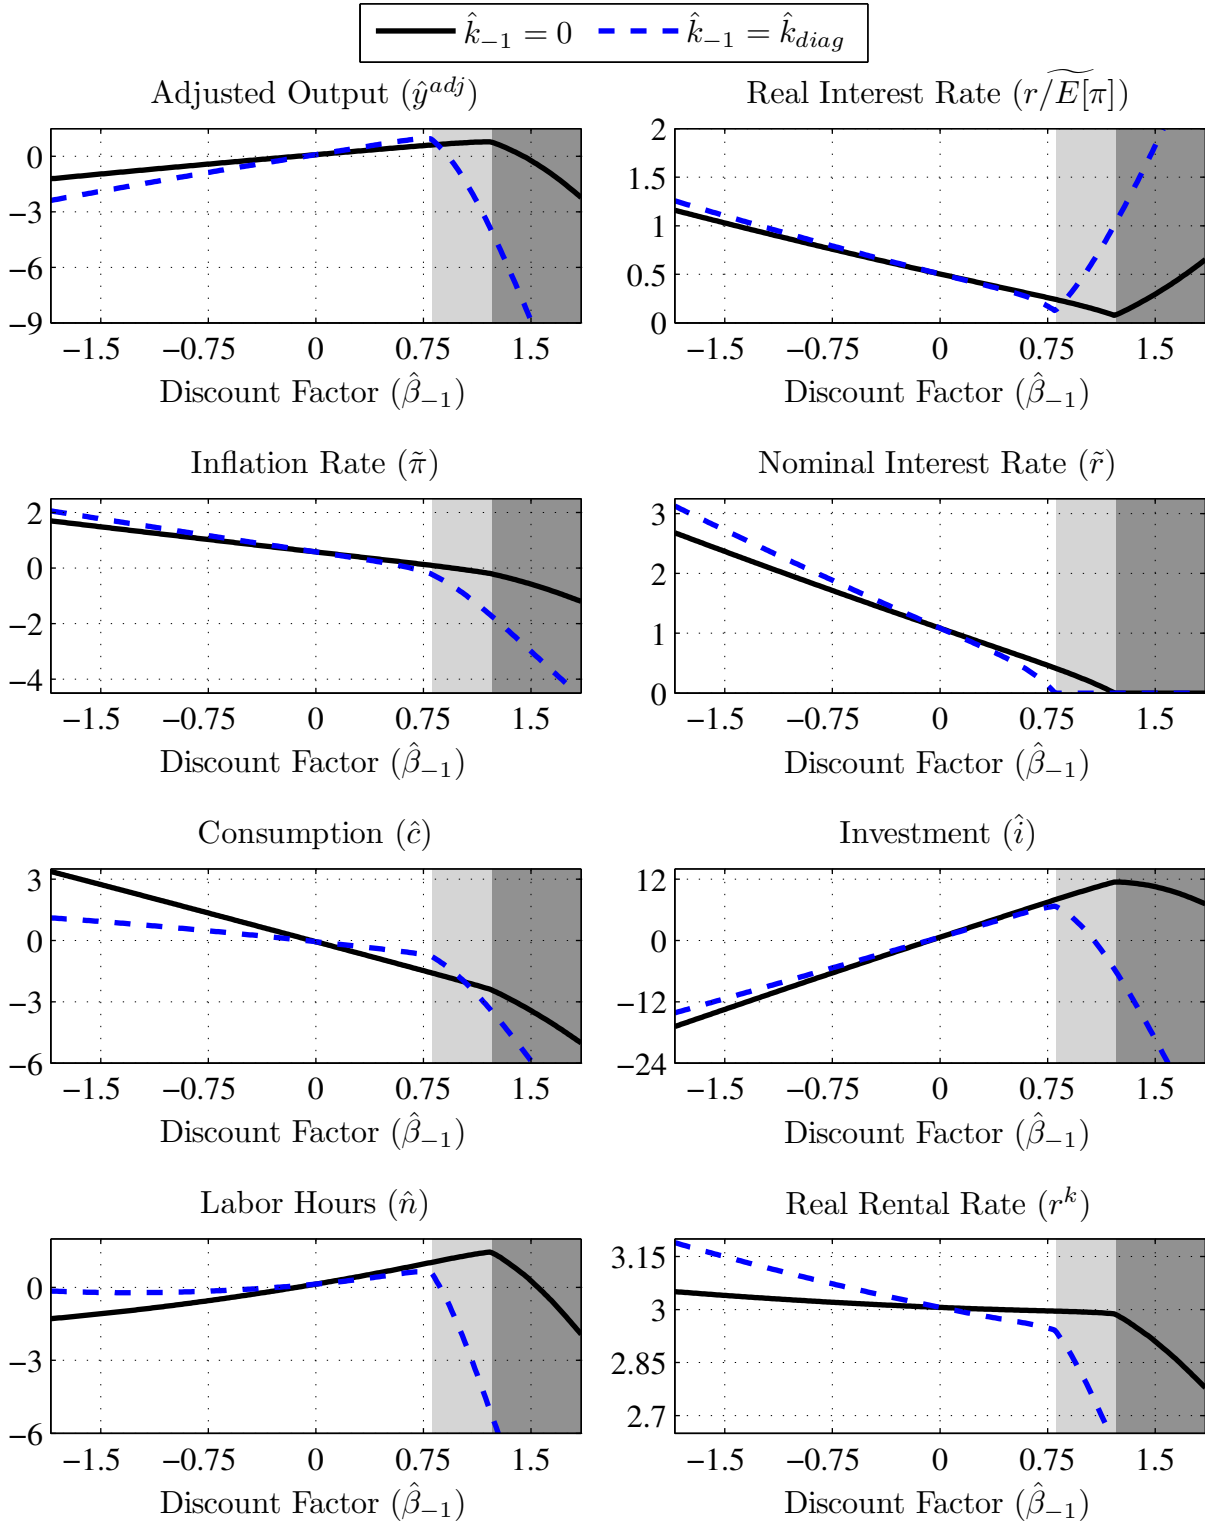 k̂₋₁ = 0 k̂₋₁ = k̂_diag
Adjusted Output (ŷ^adj)
0
−3
−6
−9
−1.5 −0.75 0 0.75 1.5
Discount Factor (β̂₋₁)
Real Interest Rate (r/E͠[π])
2
1.5
1
0.5
0
−1.5 −0.75 0 0.75 1.5
Discount Factor (β̂₋₁)
Inflation Rate (π̃)
2
0
−2
−4
−1.5 −0.75 0 0.75 1.5
Discount Factor (β̂₋₁)
Nominal Interest Rate (r̃)
3
2
1
0
−1.5 −0.75 0 0.75 1.5
Discount Factor (β̂₋₁)
Consumption (ĉ)
3
0
−3
−6
−1.5 −0.75 0 0.75 1.5
Discount Factor (β̂₋₁)
Investment (î)
12
0
−12
−24
−1.5 −0.75 0 0.75 1.5
Discount Factor (β̂₋₁)
Labor Hours (n̂)
0
−3
−6
−1.5 −0.75 0 0.75 1.5
Discount Factor (β̂₋₁)
Real Rental Rate (r^k)
3.15
3
2.85
2.7
−1.5 −0.75 0 0.75 1.5
Discount Factor (β̂₋₁)